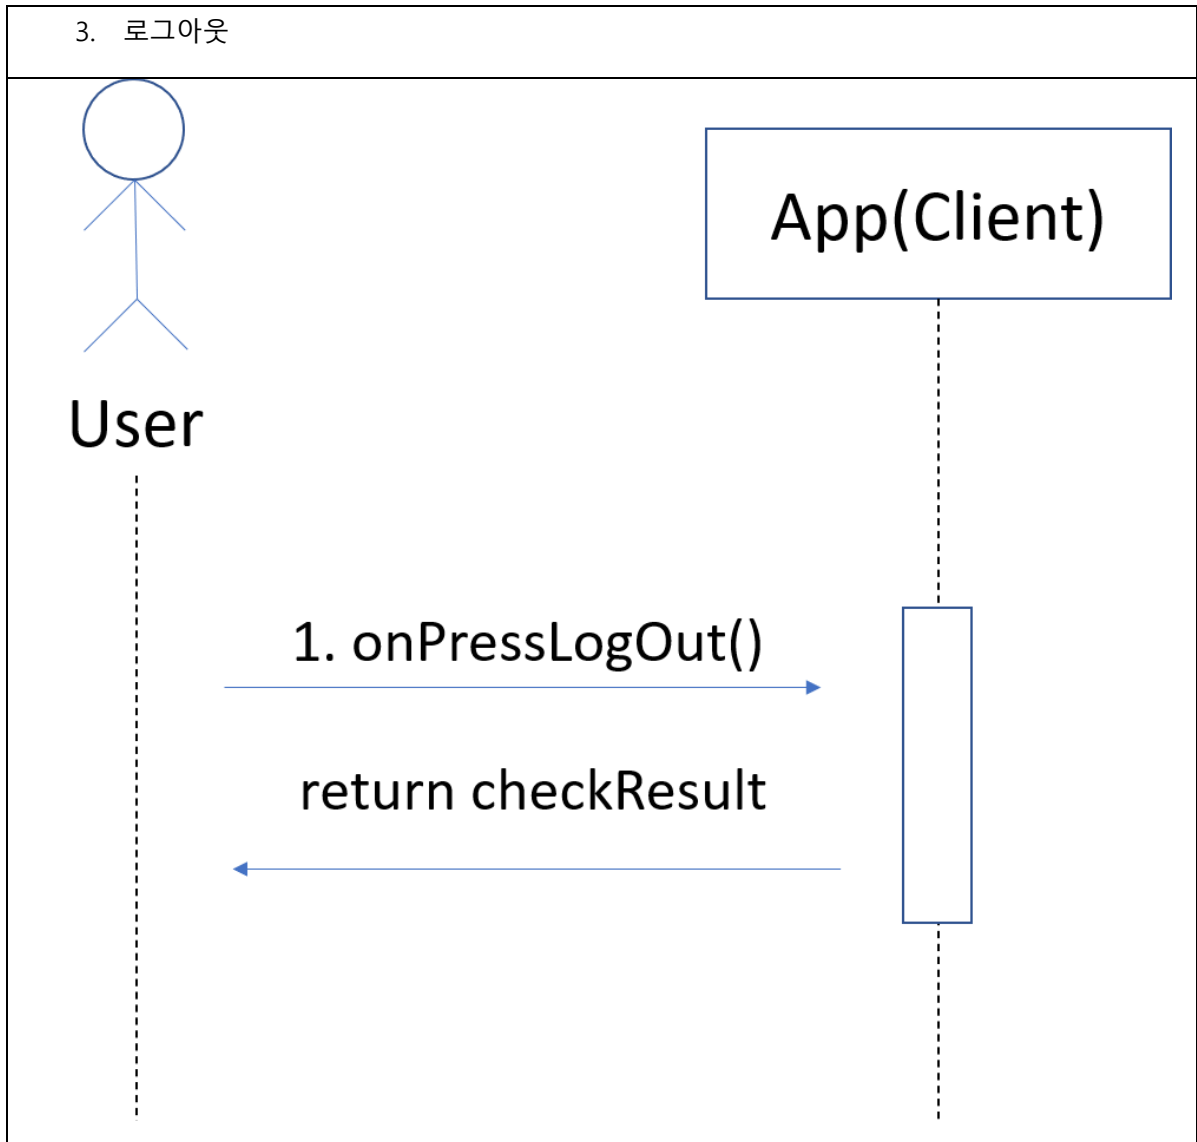 3. 로그아웃
App(Client)
User
1. onPressLogOut()
return checkResult